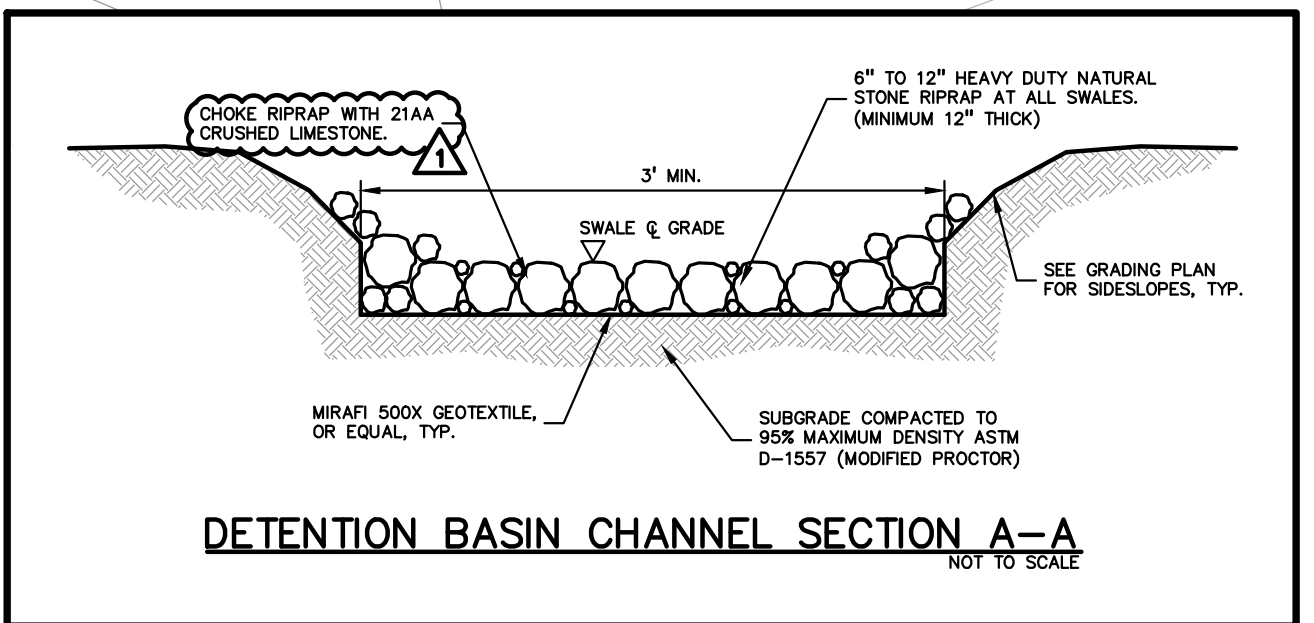 CHOKE RIPRAP WITH 21AA
CRUSHED LIMESTONE.
1
6" TO 12" HEAVY DUTY NATURAL
STONE RIPRAP AT ALL SWALES.
(MINIMUM 12" THICK)
3' MIN.
SWALE ℄ GRADE
SEE GRADING PLAN
FOR SIDESLOPES, TYP.
MIRAFI 500X GEOTEXTILE,
OR EQUAL, TYP.
SUBGRADE COMPACTED TO
95% MAXIMUM DENSITY ASTM
D-1557 (MODIFIED PROCTOR)
DETENTION BASIN CHANNEL SECTION A-A
NOT TO SCALE